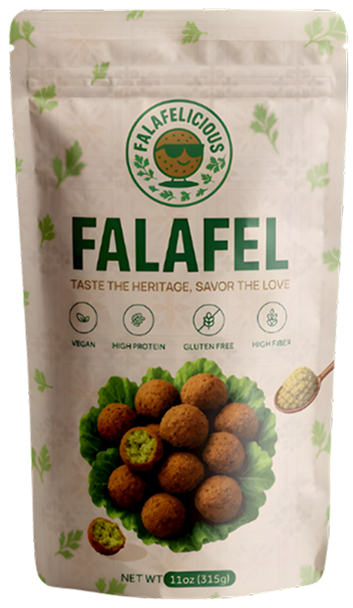 FALAFELICIOUS
FALAFEL
TASTE THE HERITAGE, SAVOR THE LOVE
VEGAN HIGH PROTEIN GLUTEN FREE HIGH FIBER
NET WT 11oz (315g)